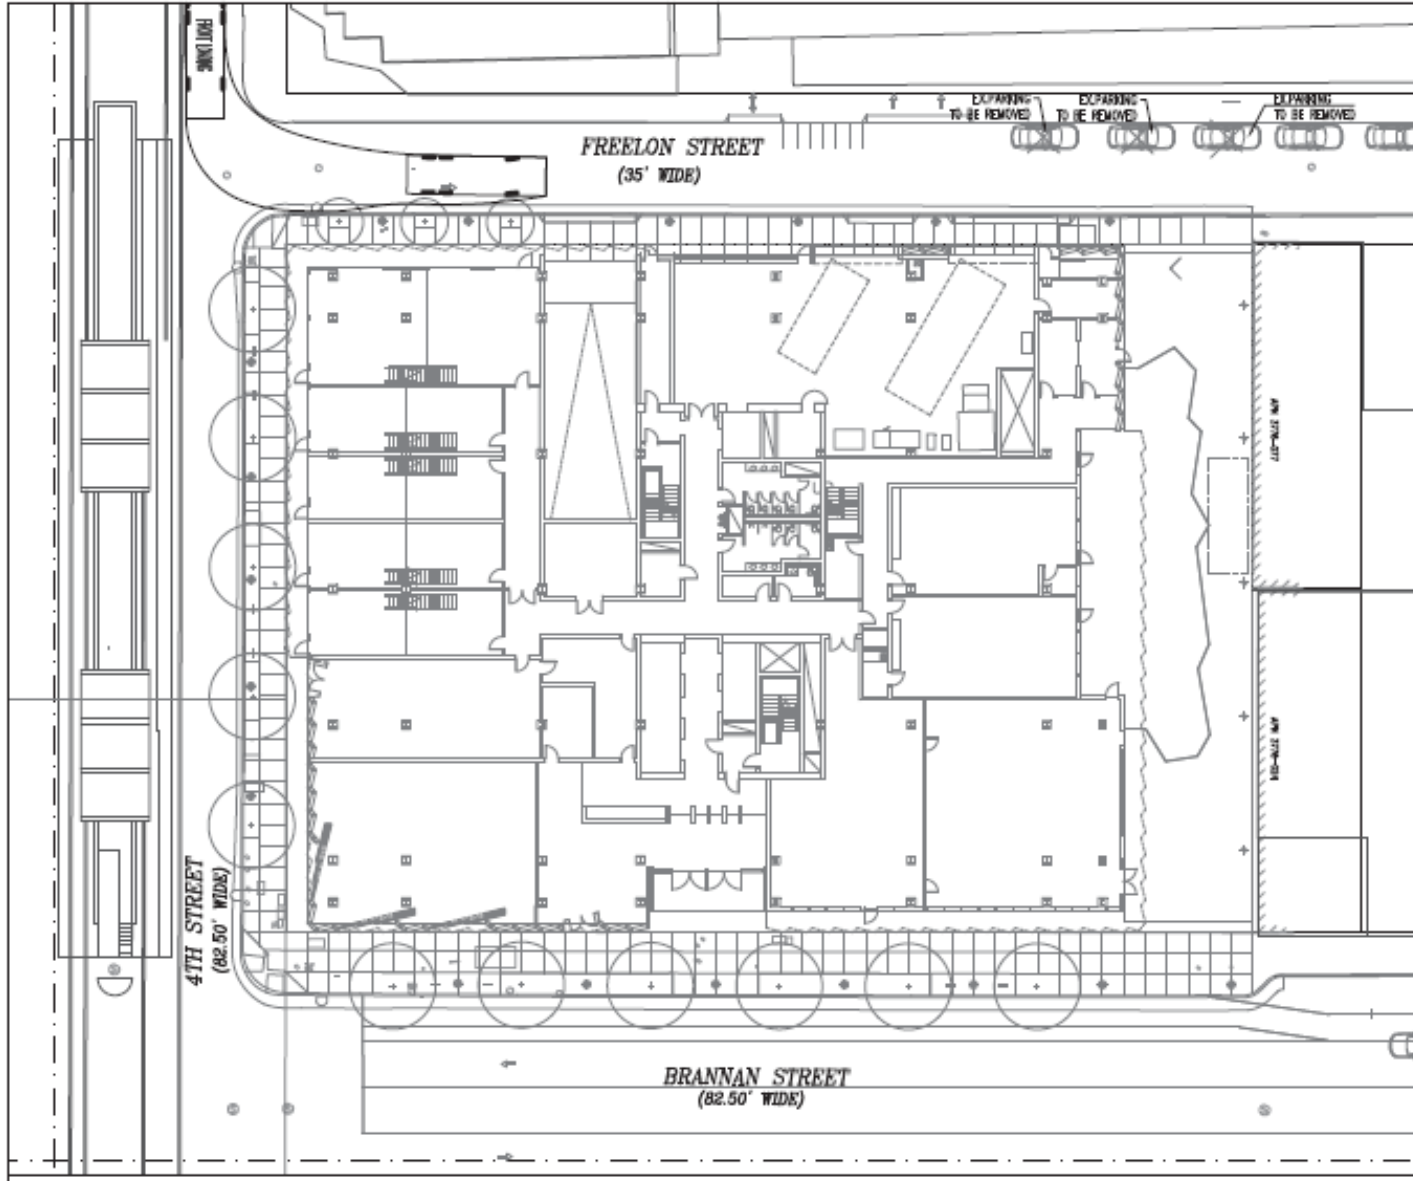 EX.PARKING
TO BE REMOVED
EX.PARKING
TO BE REMOVED
EX.PARKING
TO BE REMOVED
FREELON STREET
(35' WIDE)
4TH STREET
(82.50' WIDE)
BRANNAN STREET
(82.50' WIDE)